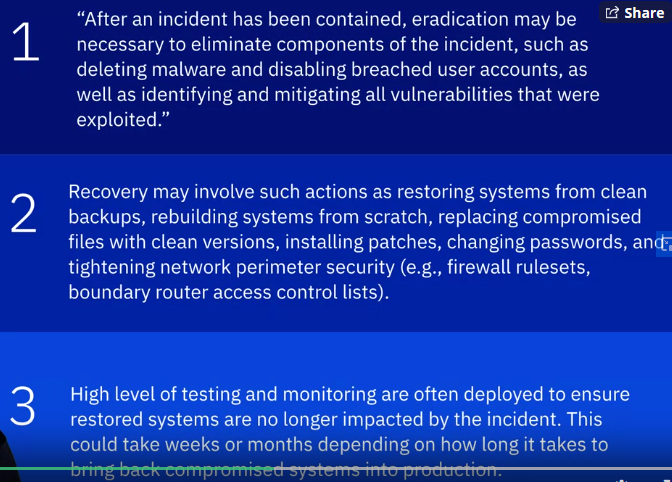 Share
1
“After an incident has been contained, eradication may be
necessary to eliminate components of the incident, such as
deleting malware and disabling breached user accounts, as
well as identifying and mitigating all vulnerabilities that were
exploited.”
2
Recovery may involve such actions as restoring systems from clean
backups, rebuilding systems from scratch, replacing compromised
files with clean versions, installing patches, changing passwords, and
tightening network perimeter security (e.g., firewall rulesets,
boundary router access control lists).
3
High level of testing and monitoring are often deployed to ensure
restored systems are no longer impacted by the incident. This
could take weeks or months depending on how long it takes to
bring back compromised systems into production.